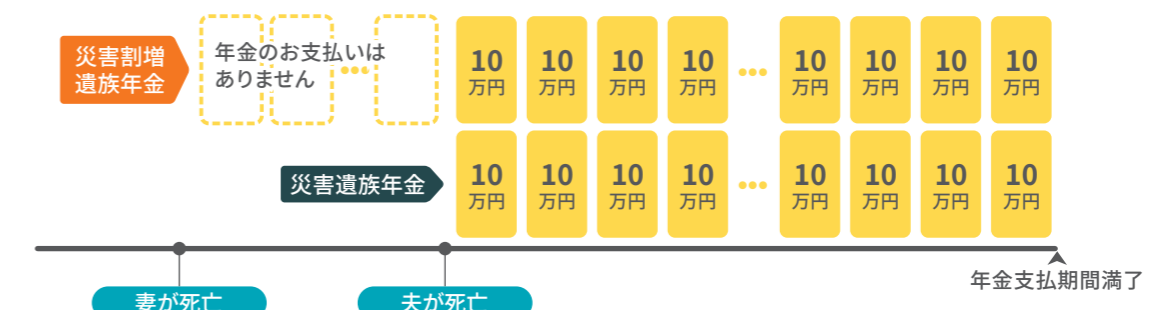 災害割増
遺族年金
年金のお支払いは
ありません
10 10 10 10 10 10 10 10
万円 万円 万円 万円 万円 万円 万円 万円
災害遺族年金
10 10 10 10 10 10 10 10
万円 万円 万円 万円 万円 万円 万円 万円
年金支払期間満了
妻が死亡 夫が死亡